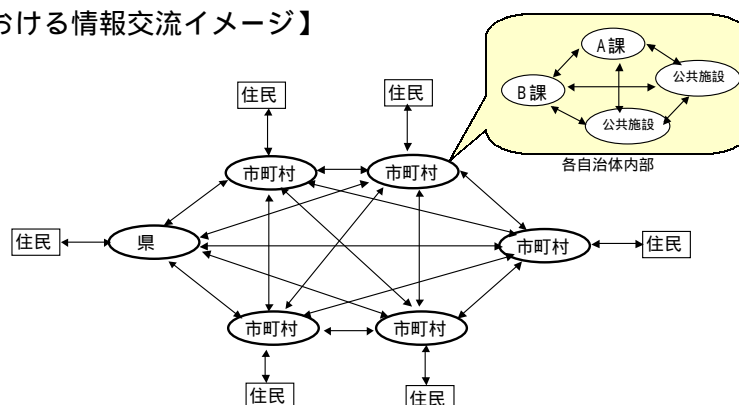 おける情報交流イメージ】
A課
公共施設
B課
公共施設
各自治体内部
住民
住民
市町村
市町村
住民
県
市町村
住民
市町村
市町村
住民
住民